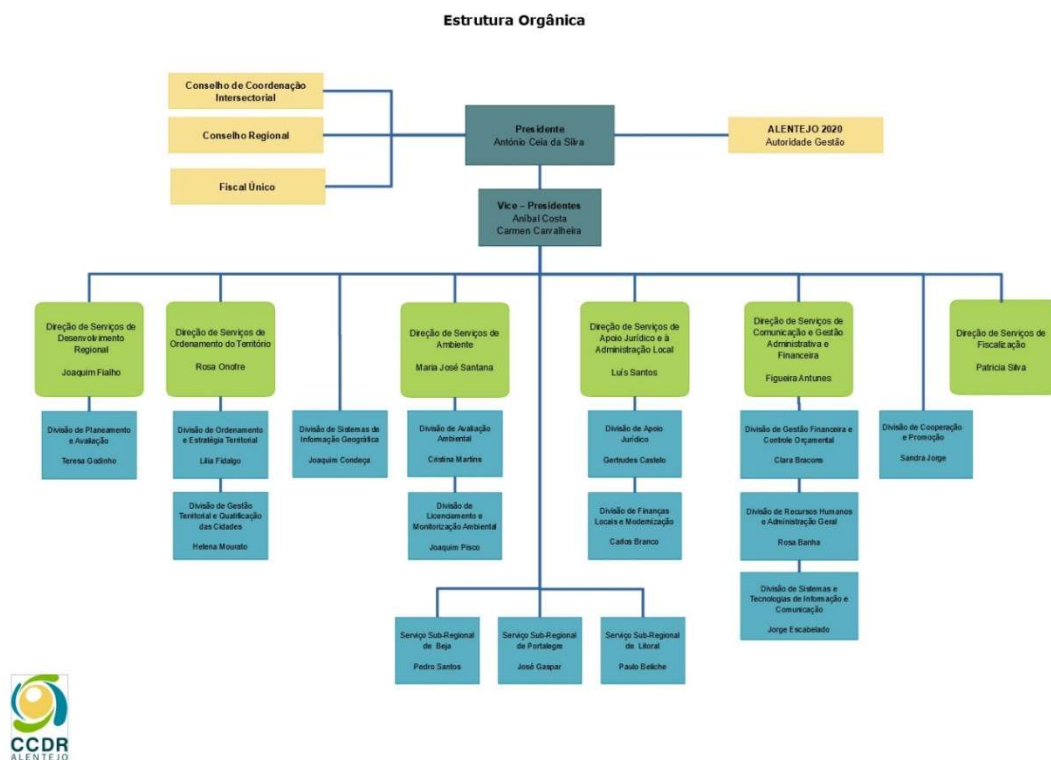 Estrutura Orgânica
Conselho de Coordenação
Intersectorial
Conselho Regional
Fiscal Único
Presidente
António Ceia da Silva
ALENTEJO 2020
Autoridade Gestão
Vice – Presidentes
Aníbal Costa
Carmen Carvalheira
Direção de Serviços de
Desenvolvimento
Regional
Joaquim Fialho
Direção de Serviços de
Ordenamento do Território
Rosa Onofre
Direção de Serviços de
Ambiente
Maria José Santana
Direção de Serviços de
Apoio Jurídico e à
Administração Local
Luís Santos
Direção de Serviços de
Comunicação e Gestão
Administrativa e
Financeira
Figueira Antunes
Direção de Serviços de
Fiscalização
Patricia Silva
Divisão de Planeamento
e Avaliação
Teresa Godinho
Divisão de Ordenamento
e Estratégia Territorial
Lília Fidalgo
Divisão de Sistemas de
Informação Geográfica
Joaquim Condeça
Divisão de Avaliação
Ambiental
Cristina Martins
Divisão de Apoio
Jurídico
Gertrudes Castelo
Divisão de Gestão Financeira e
Controle Orçamental
Clara Bracons
Divisão de Cooperação
e Promoção
Sandra Jorge
Divisão de Gestão
Territorial e Qualificação
das Cidades
Helena Mourato
Divisão de
Licenciamento e
Monitorização Ambiental
Joaquim Pisco
Divisão de Finanças
Locais e Modernização
Carlos Branco
Divisão de Recursos Humanos
e Administração Geral
Rosa Banha
Divisão de Sistemas e
Tecnologias de Informação e
Comunicação
Jorge Escabelado
Serviço Sub-Regional
de Beja
Pedro Santos
Serviço Sub-Regional
de Portalegre
José Gaspar
Serviço Sub-Regional
de Litoral
Paulo Beliche
CCDR
ALENTEJO